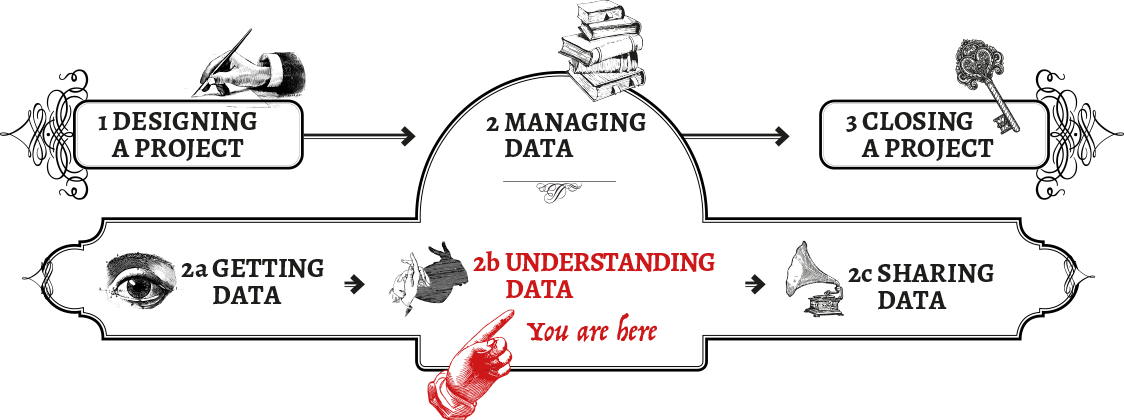 1 DESIGNING
A PROJECT
2 MANAGING
DATA
3 CLOSING
A PROJECT
2a GETTING
DATA
2b UNDERSTANDING
DATA
You are here
2c SHARING
DATA